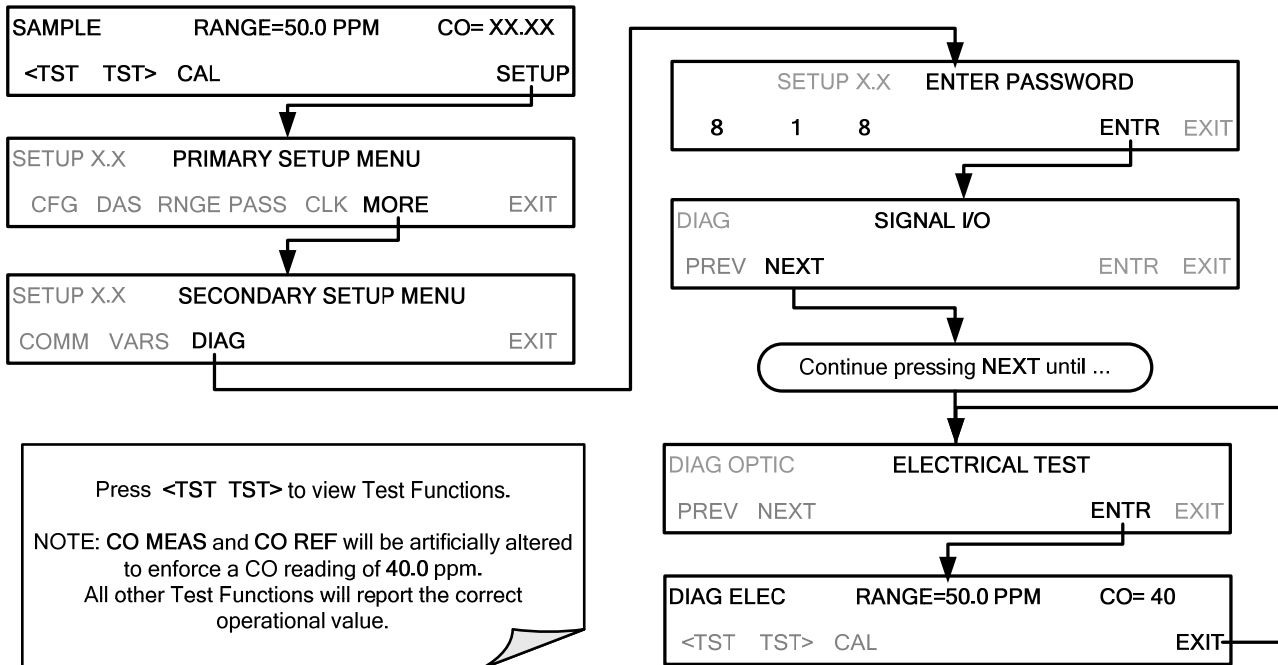 SAMPLE RANGE=50.0 PPM CO= XX.XX
<TST TST> CAL SETUP
SETUP X.X PRIMARY SETUP MENU
CFG DAS RNGE PASS CLK MORE EXIT
SETUP X.X SECONDARY SETUP MENU
COMM VARS DIAG EXIT
SETUP X.X ENTER PASSWORD
8 1 8 ENTR EXIT
DIAG SIGNAL I/O
PREV NEXT ENTR EXIT
Continue pressing NEXT until ...
DIAG OPTIC ELECTRICAL TEST
PREV NEXT ENTR EXIT
DIAG ELEC RANGE=50.0 PPM CO= 40
<TST TST> CAL EXIT
Press <TST TST> to view Test Functions.
NOTE: CO MEAS and CO REF will be artificially altered
to enforce a CO reading of 40.0 ppm.
All other Test Functions will report the correct
operational value.